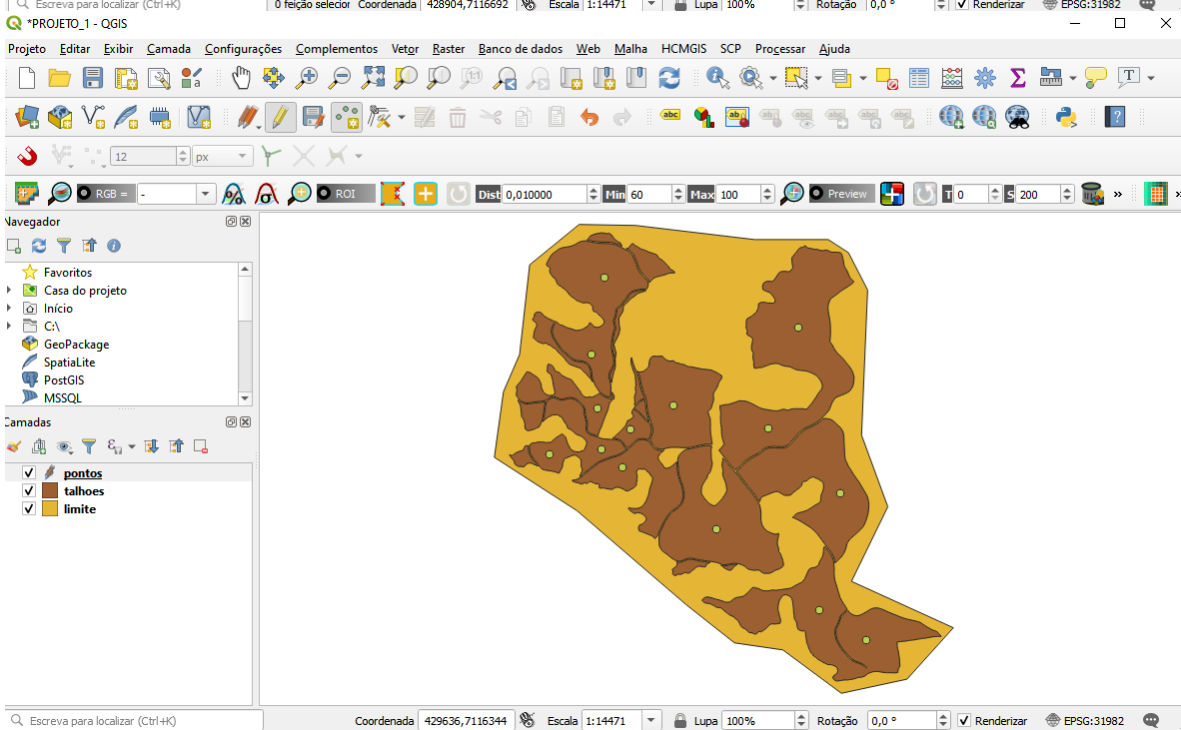 Escreva para localizar (Ctrl+K) 0 feição selecior Coordenada 428904,7116692 Escala 1:14471 Lupa 100% Rotação 0,0 ° Renderizar EPSG:31982
*PROJETO_1 - QGIS
Projeto Editar Exibir Camada Configurações Complementos Vetor Raster Banco de dados Web Malha HCMGIS SCP Processar Ajuda
12 px
RGB = - ROI Dist 0,010000 Min 60 Max 100 Preview T 0 S 200 » »
Navegador
Favoritos
Casa do projeto
Início
C:\
GeoPackage
SpatiaLite
PostGIS
MSSQL
Camadas
pontos
talhoes
limite
Escreva para localizar (Ctrl+K) Coordenada 429636,7116344 Escala 1:14471 Lupa 100% Rotação 0,0 ° Renderizar EPSG:31982